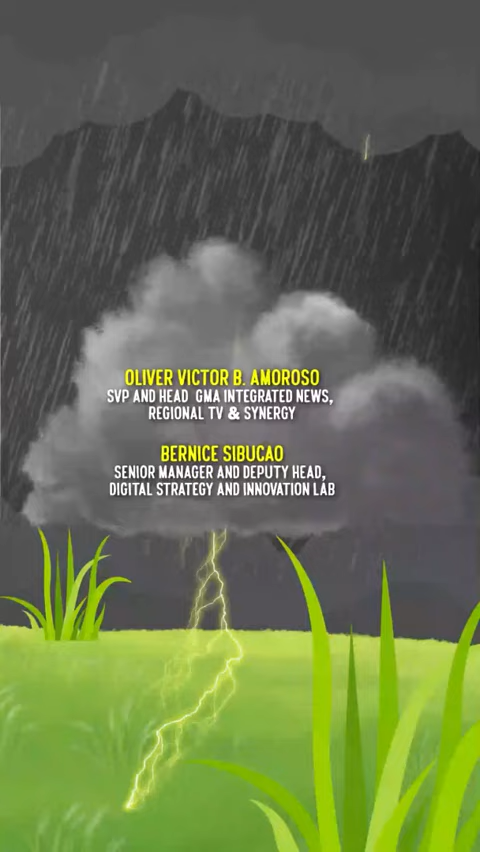 OLIVER VICTOR B. AMOROSO
SVP AND HEAD GMA INTEGRATED NEWS,
REGIONAL TV & SYNERGY
BERNICE SIBUCAO
SENIOR MANAGER AND DEPUTY HEAD,
DIGITAL STRATEGY AND INNOVATION LAB